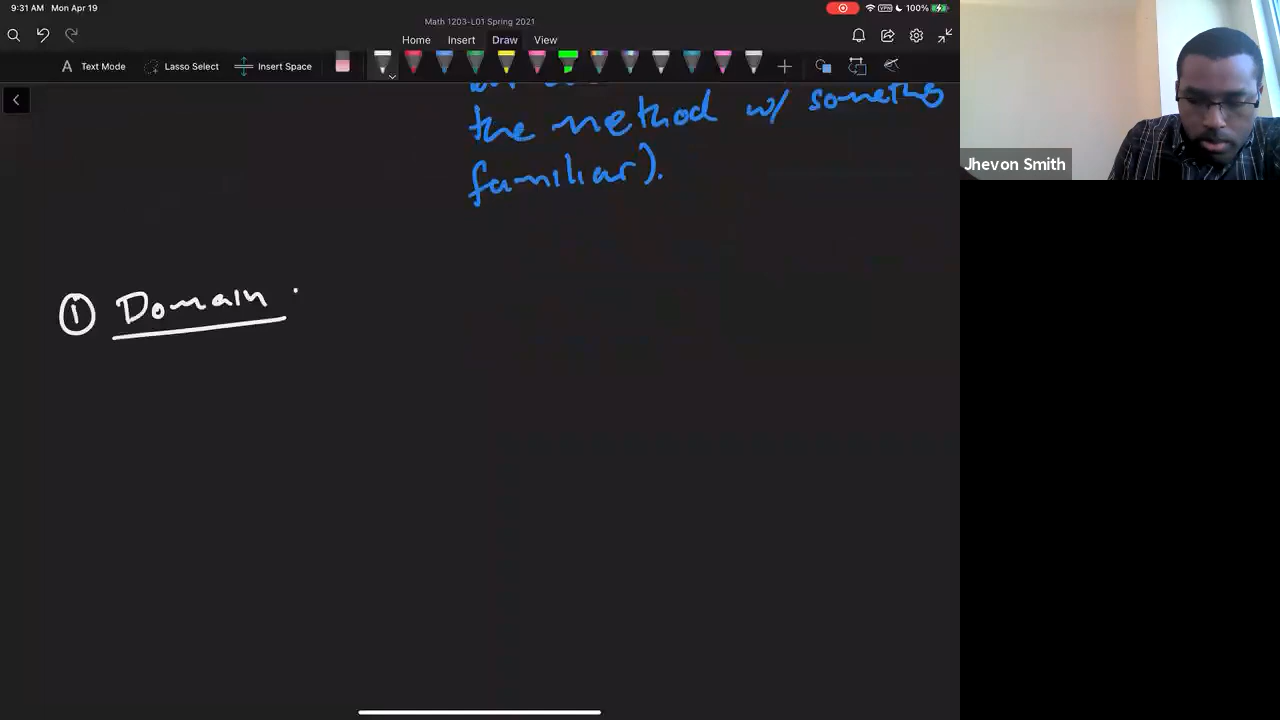 9:31 AM Mon Apr 19
100%
Math 1203-L01 Spring 2021
Home Insert Draw View
Text Mode Lasso Select Insert Space
the method w/
familiar).
Jhevon Smith
① Domain